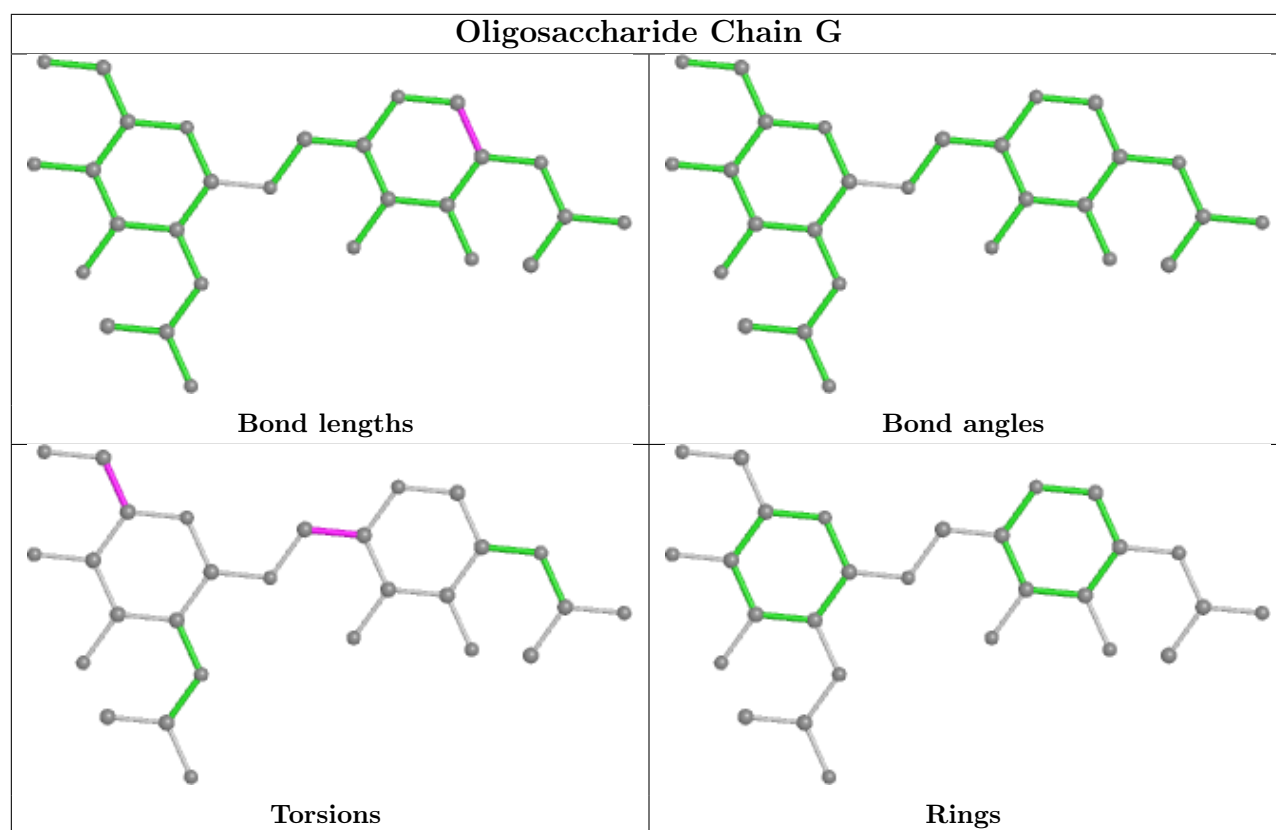 Oligosaccharide Chain G
Bond lengths
Bond angles
Torsions
Rings